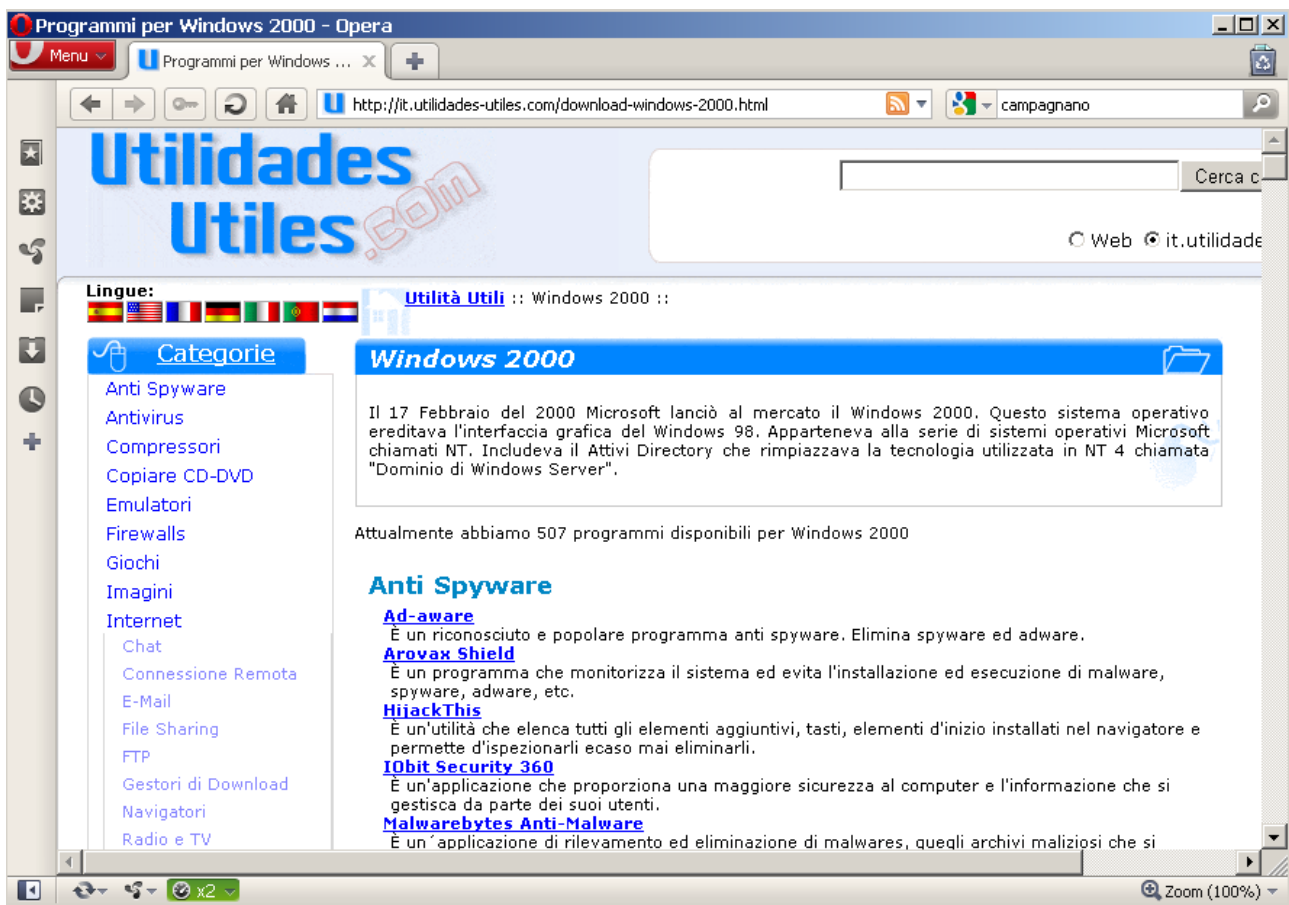 Programmi per Windows 2000 - Opera
Menu
Programmi per Windows ...
http://it.utilidades-utiles.com/download-windows-2000.html
campagnano
Utilidades
Utiles
.com
Cerca c
Web it.utilidade
Lingue:
Utilità Utili :: Windows 2000 ::
Categorie
Anti Spyware
Antivirus
Compressori
Copiare CD-DVD
Emulatori
Firewalls
Giochi
Imagini
Internet
Chat
Connessione Remota
E-Mail
File Sharing
FTP
Gestori di Download
Navigatori
Radio e TV
Windows 2000
Il 17 Febbraio del 2000 Microsoft lanciò al mercato il Windows 2000. Questo sistema operativo
ereditava l'interfaccia grafica del Windows 98. Apparteneva alla serie di sistemi operativi Microsoft
chiamati NT. Includeva il Attivi Directory che rimpiazzava la tecnologia utilizzata in NT 4 chiamata
"Dominio di Windows Server".
Attualmente abbiamo 507 programmi disponibili per Windows 2000
Anti Spyware
Ad-aware
È un riconosciuto e popolare programma anti spyware. Elimina spyware ed adware.
Arovax Shield
È un programma che monitorizza il sistema ed evita l'installazione ed esecuzione di malware,
spyware, adware, etc.
HijackThis
È un'utilità che elenca tutti gli elementi aggiuntivi, tasti, elementi d'inizio installati nel navigatore e
permette d'ispezionarli ecaso mai eliminarli.
IObit Security 360
È un'applicazione che proporziona una maggiore sicurezza al computer e l'informazione che si
gestisca da parte dei suoi utenti.
Malwarebytes Anti-Malware
È un´applicazione di rilevamento ed eliminazione di malwares, quegli archivi maliziosi che si
x2
Zoom (100%)